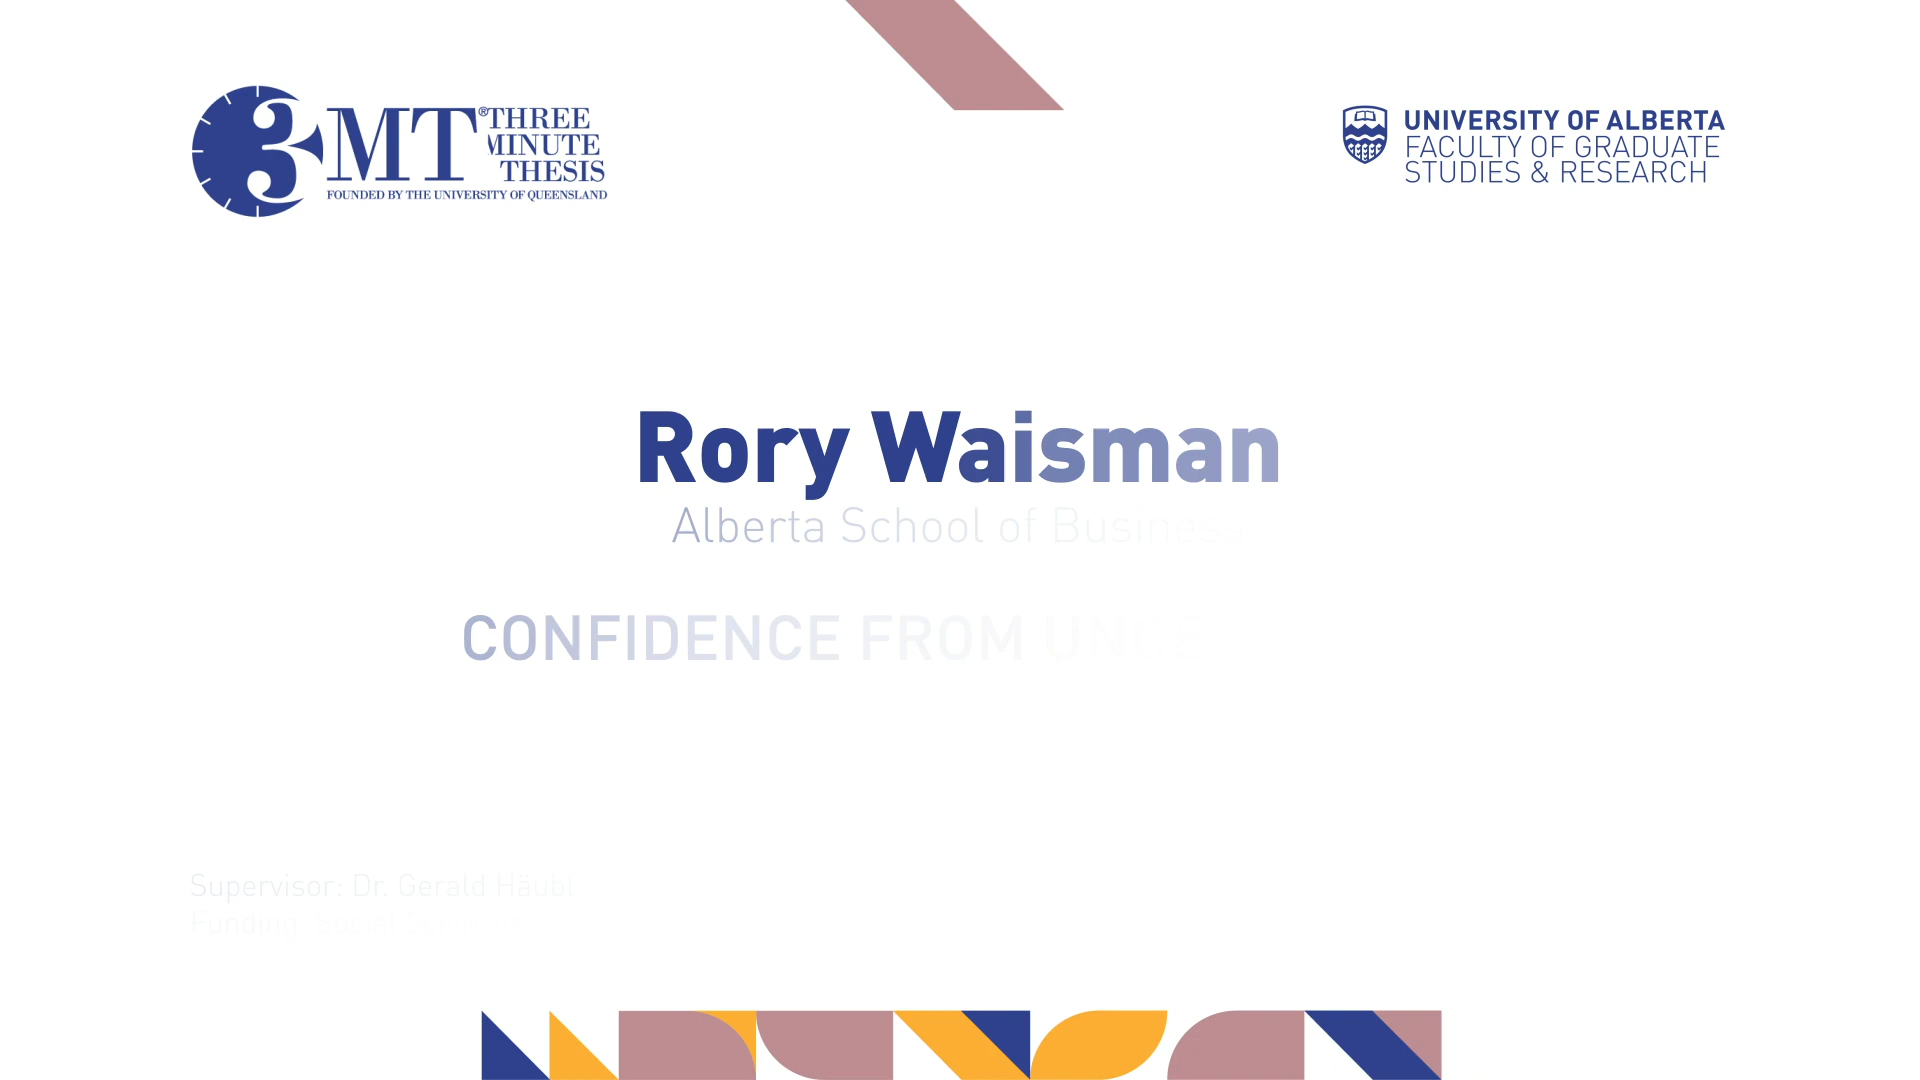 3MT® THREE
MINUTE
THESIS
FOUNDED BY THE UNIVERSITY OF QUEENSLAND
UNIVERSITY OF ALBERTA
FACULTY OF GRADUATE
STUDIES & RESEARCH
Rory Waisman
Alberta School of Business
CONFIDENCE FROM
Supervisor: Dr. Gerald Häubl
Funding: Social